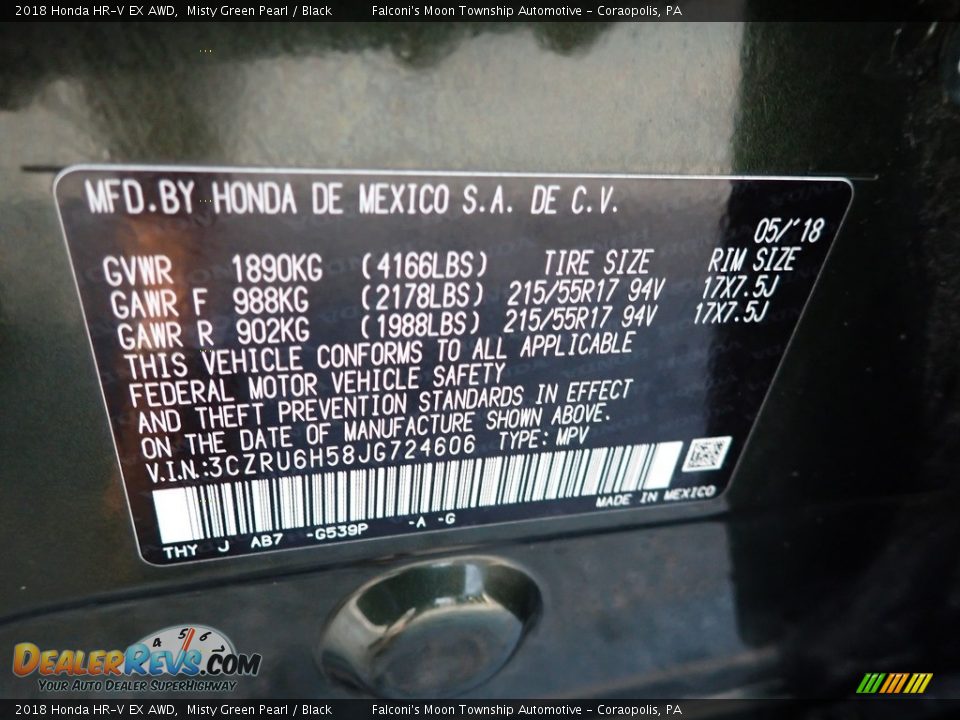 2018 Honda HR-V EX AWD, Misty Green Pearl / Black Falconi's Moon Township Automotive - Coraopolis, PA
MFD.BY HONDA DE MEXICO S.A. DE C.V.
05/'18
GVWR 1890KG (4166LBS) TIRE SIZE RIM SIZE
GAWR F 988KG (2178LBS) 215/55R17 94V 17X7.5J
GAWR R 902KG (1988LBS) 215/55R17 94V 17X7.5J
THIS VEHICLE CONFORMS TO ALL APPLICABLE
FEDERAL MOTOR VEHICLE SAFETY
AND THEFT PREVENTION STANDARDS IN EFFECT
ON THE DATE OF MANUFACTURE SHOWN ABOVE.
V.I.N.:3CZRU6H58JG724606 TYPE: MPV
MADE IN MEXICO
THY J AB7 -G539P -A -G
4 5 6
DEALERREVS.COM
YOUR AUTO DEALER SUPERHIGHWAY
2018 Honda HR-V EX AWD, Misty Green Pearl / Black Falconi's Moon Township Automotive - Coraopolis, PA